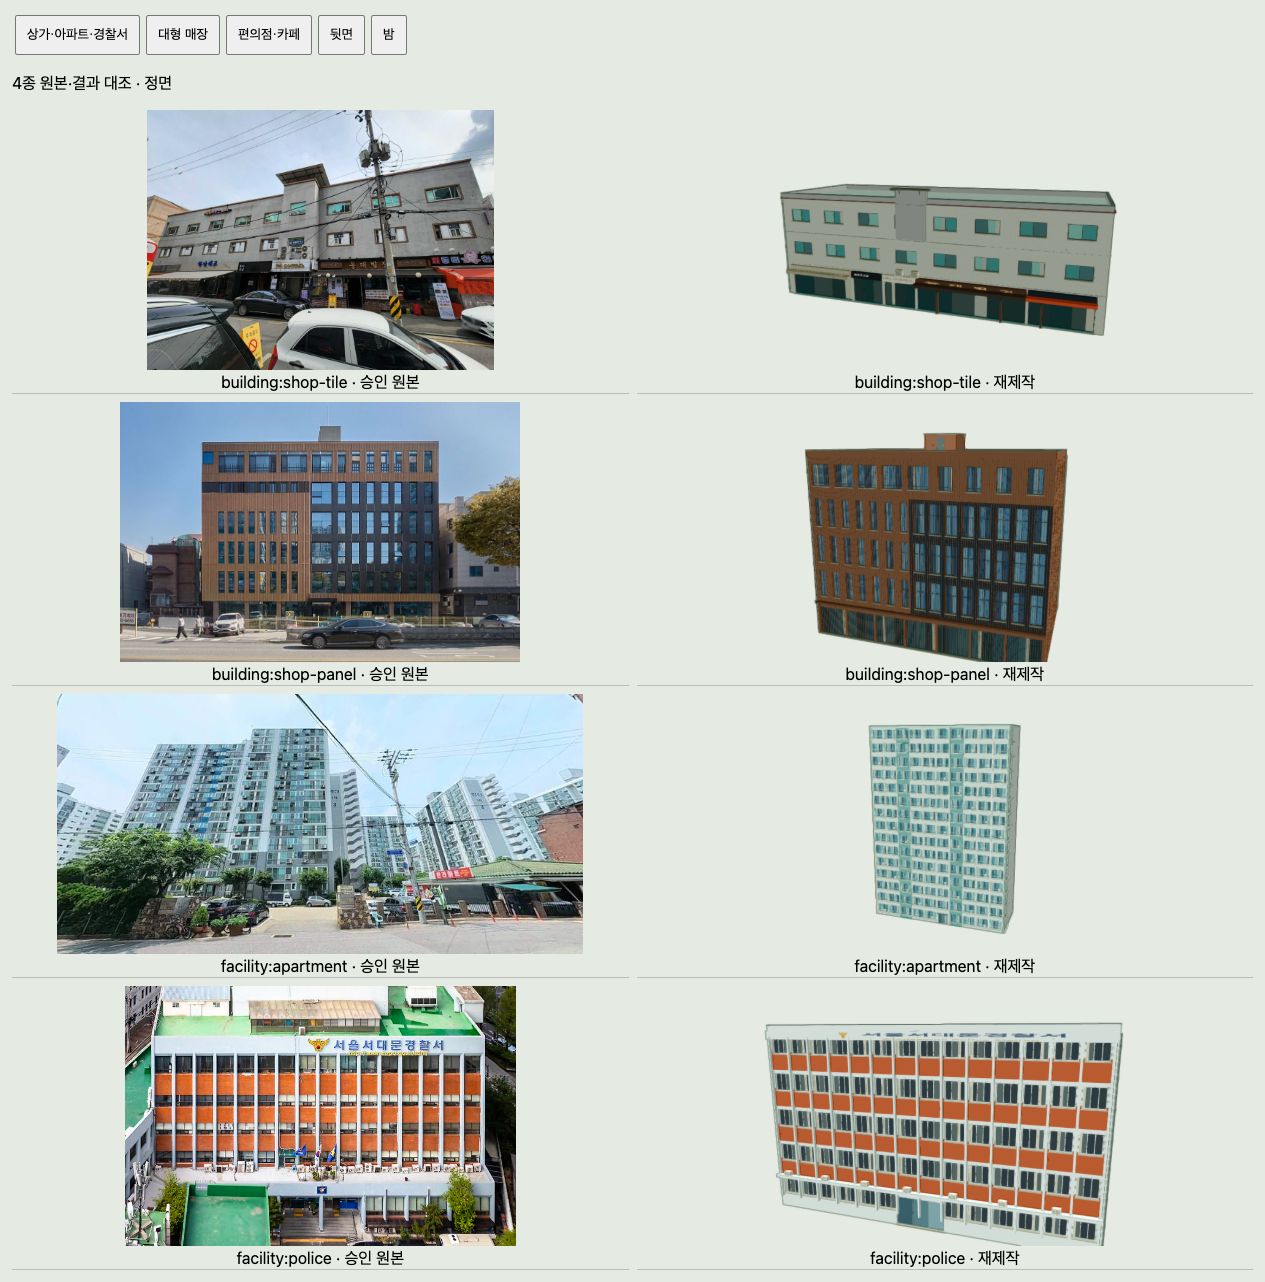 상가·아파트·경찰서
대형 매장
편의점·카페
뒷면
밤
4종 원본·결과 대조 · 정면
building:shop-tile · 승인 원본
building:shop-tile · 재제작
building:shop-panel · 승인 원본
building:shop-panel · 재제작
facility:apartment · 승인 원본
facility:apartment · 재제작
서울서대문경찰서
facility:police · 승인 원본
facility:police · 재제작